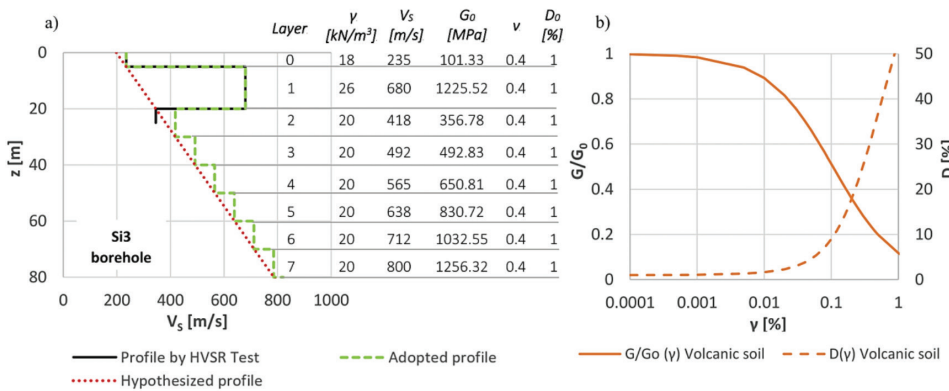 a)
Layer γ [kN/m³] Vs [m/s] G₀ [MPa] ν D₀ [%]
0 18 235 101.33 0.4 1
1 26 680 1225.52 0.4 1
2 20 418 356.78 0.4 1
3 20 492 492.83 0.4 1
4 20 565 650.81 0.4 1
5 20 638 830.72 0.4 1
6 20 712 1032.55 0.4 1
7 20 800 1256.32 0.4 1
z [m]
0
20
40
60
80
Si3
borehole
0 200 400 600 800 1000
Vs [m/s]
Profile by HVSR Test
Adopted profile
Hypothesized profile
b)
G/G₀
1
0.8
0.6
0.4
0.2
0
50
40
30
20
10
0
D [%]
0.0001 0.001 0.01 0.1 1
γ [%]
G/Go (γ) Volcanic soil
D(γ) Volcanic soil